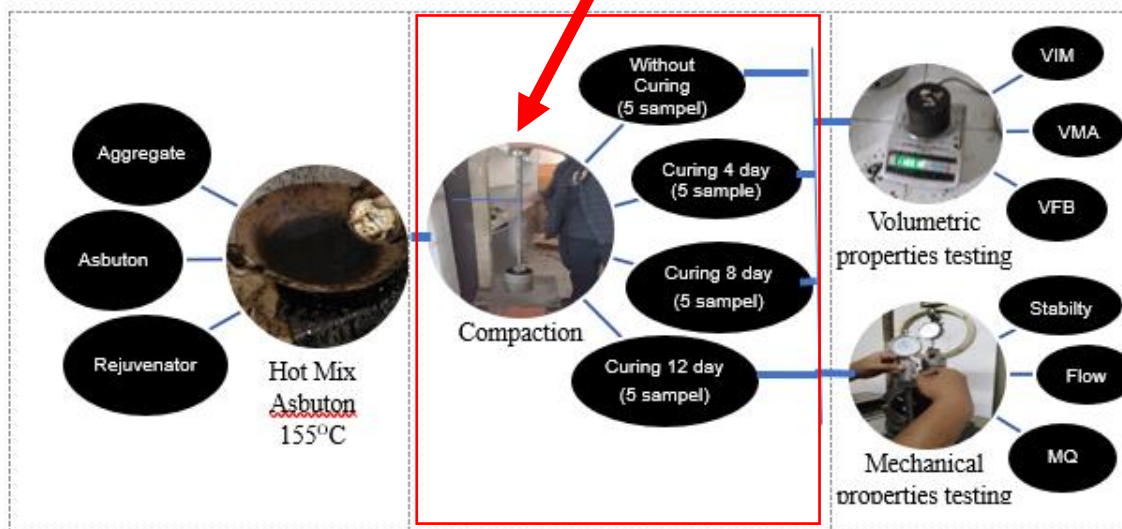 Aggregate
Asbuton
Rejuvenator
Hot Mix
Asbuton
155°C
Compaction
Without
Curing
(5 sampel)
Curing 4 day
(5 sample)
Curing 8 day
(5 sampel)
Curing 12 day
(5 sampel)
Volumetric
properties testing
VIM
VMA
VFB
Mechanical
properties testing
Stabilty
Flow
MQ